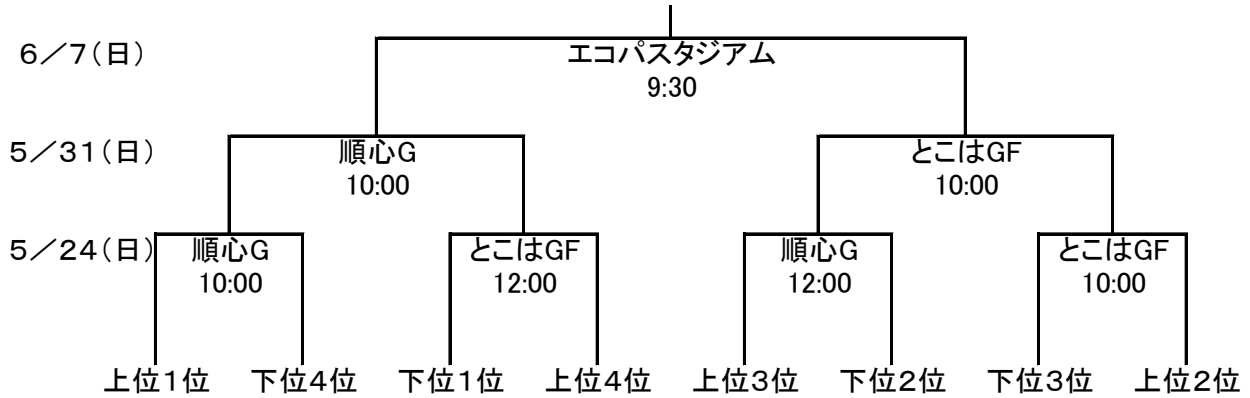 6/7(日)
エコパスタジアム
9:30
5/31(日)
順心G
10:00
とこはGF
10:00
5/24(日)
順心G
10:00
とこはGF
12:00
順心G
12:00
とこはGF
10:00
上位1位 下位4位 下位1位 上位4位 上位3位 下位2位 下位3位 上位2位